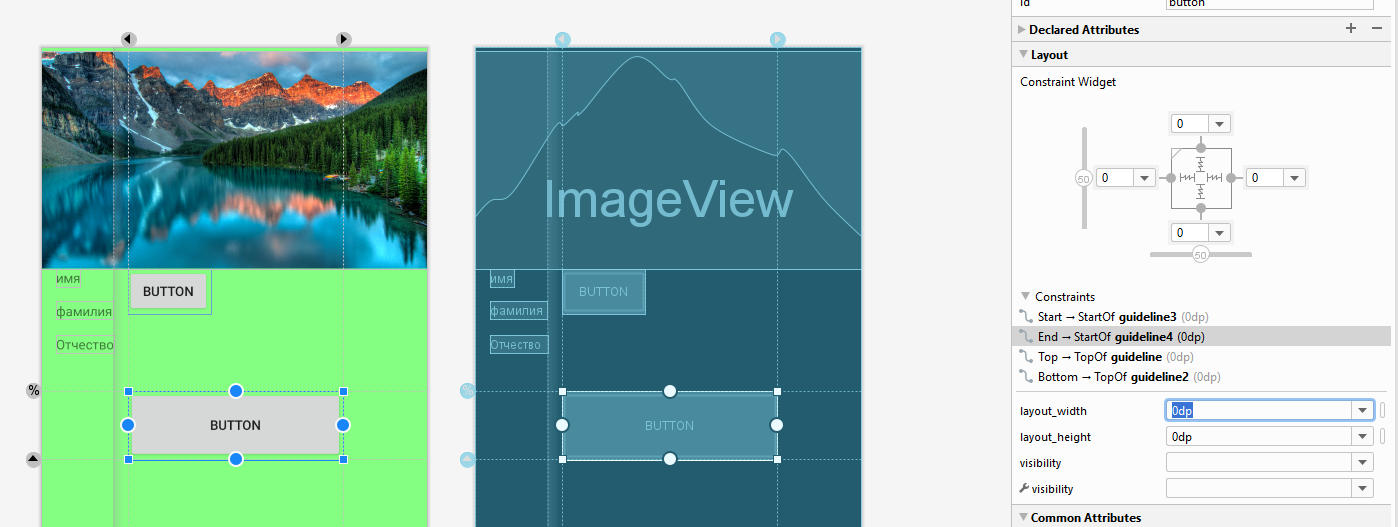 id
button
Declared Attributes
Layout
Constraint Widget
0
50
0
0
0
50
ImageView
имя
BUTTON
фамилия
Отчество
имя
BUTTON
фамилия
Отчество
Constraints
Start → StartOf guideline3 (0dp)
End → StartOf guideline4 (0dp)
Top → TopOf guideline (0dp)
Bottom → TopOf guideline2 (0dp)
%
%
BUTTON
BUTTON
layout_width
0dp
layout_height
0dp
visibility
visibility
Common Attributes